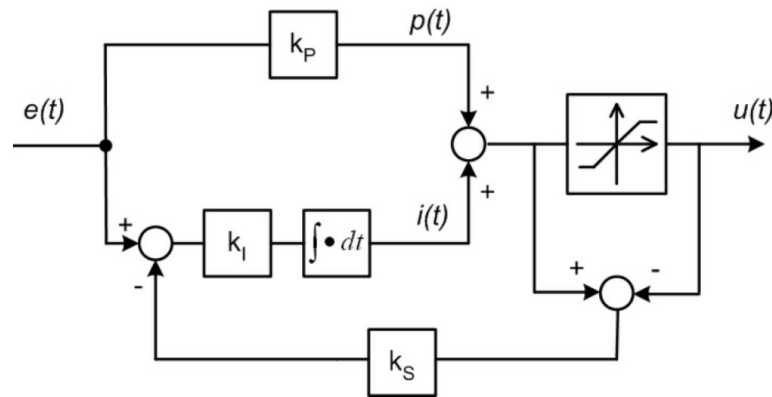 k_P
p(t)
e(t)
+
u(t)
+
+
k_I
∫ • dt
i(t)
-
+
-
k_S